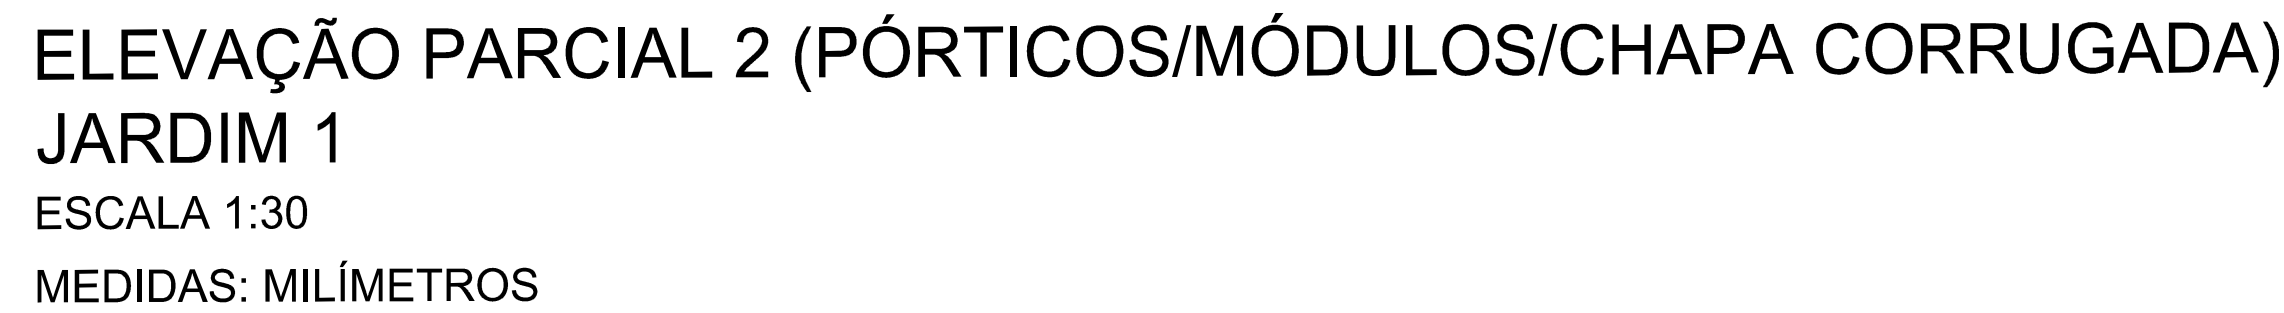 ELEVAÇÃO PARCIAL 2 (PÓRTICOS/MÓDULOS/CHAPA CORRUGADA)
JARDIM 1
ESCALA 1:30
MEDIDAS: MILÍMETROS